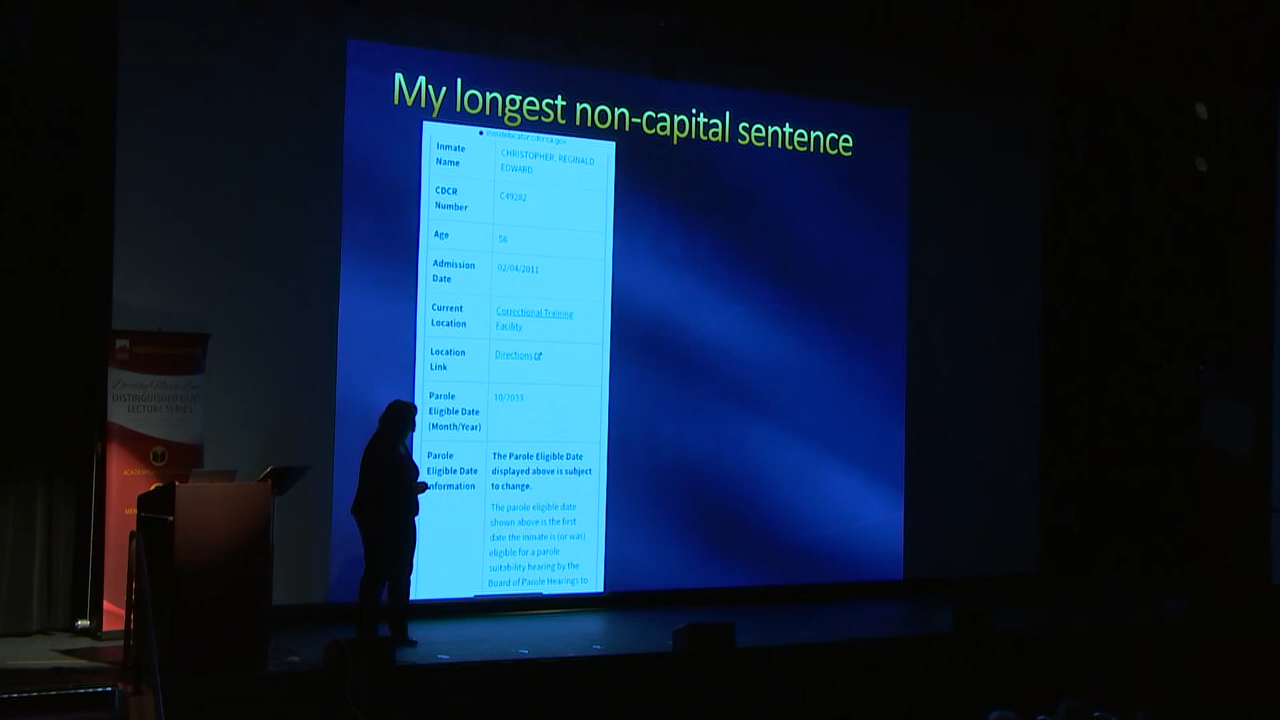 My longest non-capital sentence
inmatelocator.cdcr.ca.gov
Inmate
Name
CHRISTOPHER, REGINALD
EDWARD
CDCR
Number
C49282
Age
56
Admission
Date
02/04/2011
Current
Location
Correctional Training
Facility
Location
Link
Directions
Parole
Eligible Date
(Month/Year)
10/2033
Parole
Eligible Date
Information
The Parole Eligible Date
displayed above is subject
to change.
The parole eligible date
shown above is the first
date the inmate is (or was)
eligible for a parole
suitability hearing by the
Board of Parole Hearings to
DISTINGUISHED
LECTURE SERIES